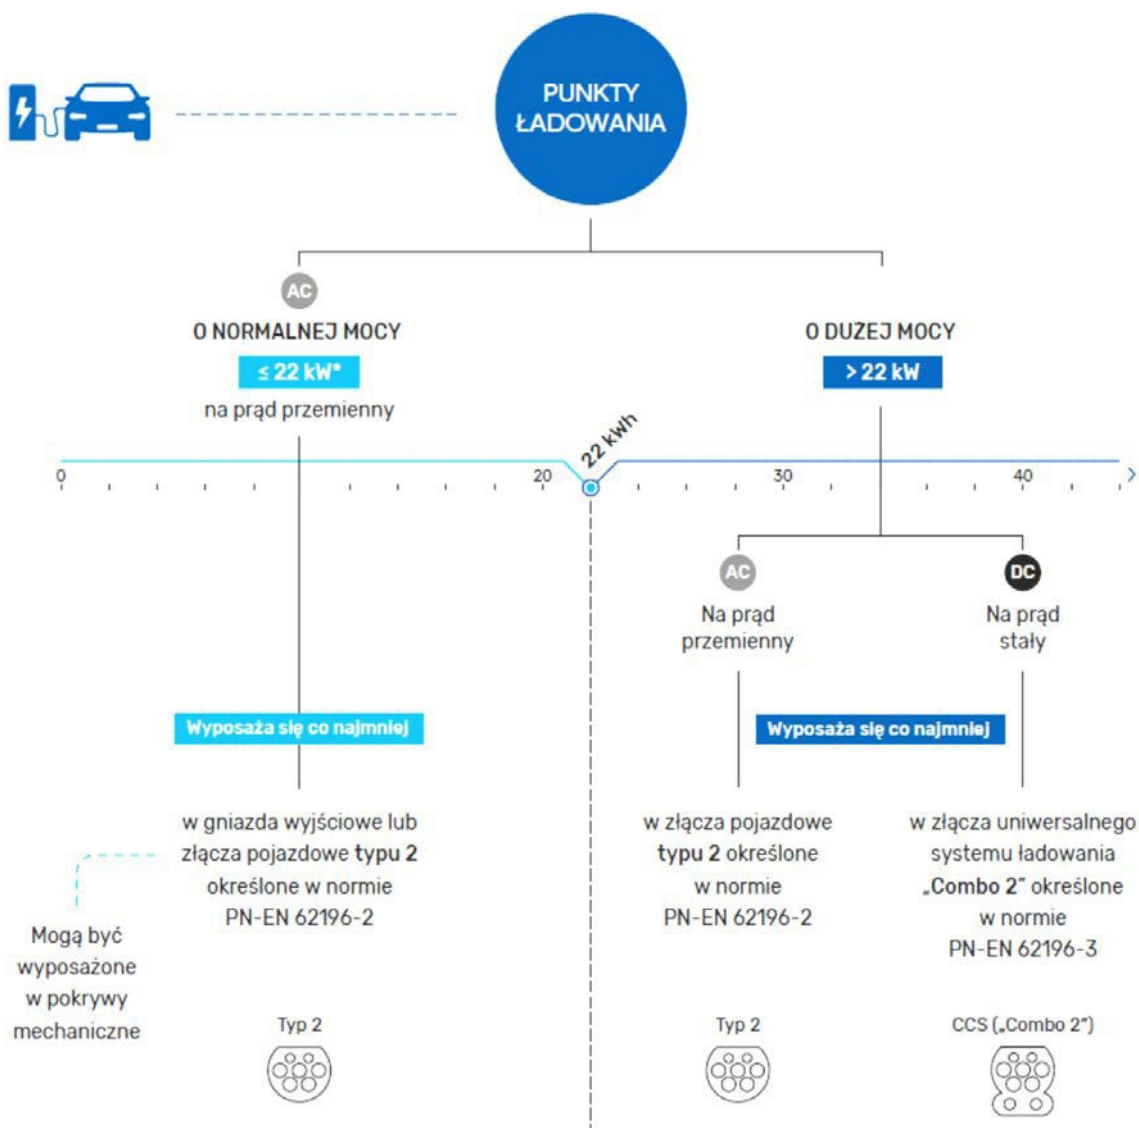 PUNKTY
ŁADOWANIA
AC
O NORMALNEJ MOCY
≤ 22 kW*
na prąd przemienny
O DUŻEJ MOCY
> 22 kW
22 kWh
0
20
30
40
AC
Na prąd
przemienny
DC
Na prąd
stały
Wyposaża się co najmniej
Wyposaża się co najmniej
w gniazda wyjściowe lub
złącza pojazdowe typu 2
określone w normie
PN-EN 62196-2
Mogą być
wyposażone
w pokrywy
mechaniczne
Typ 2
w złącza pojazdowe
typu 2 określone
w normie
PN-EN 62196-2
Typ 2
w złącza uniwersalnego
systemu ładowania
„Combo 2” określone
w normie
PN-EN 62196-3
CCS („Combo 2”)